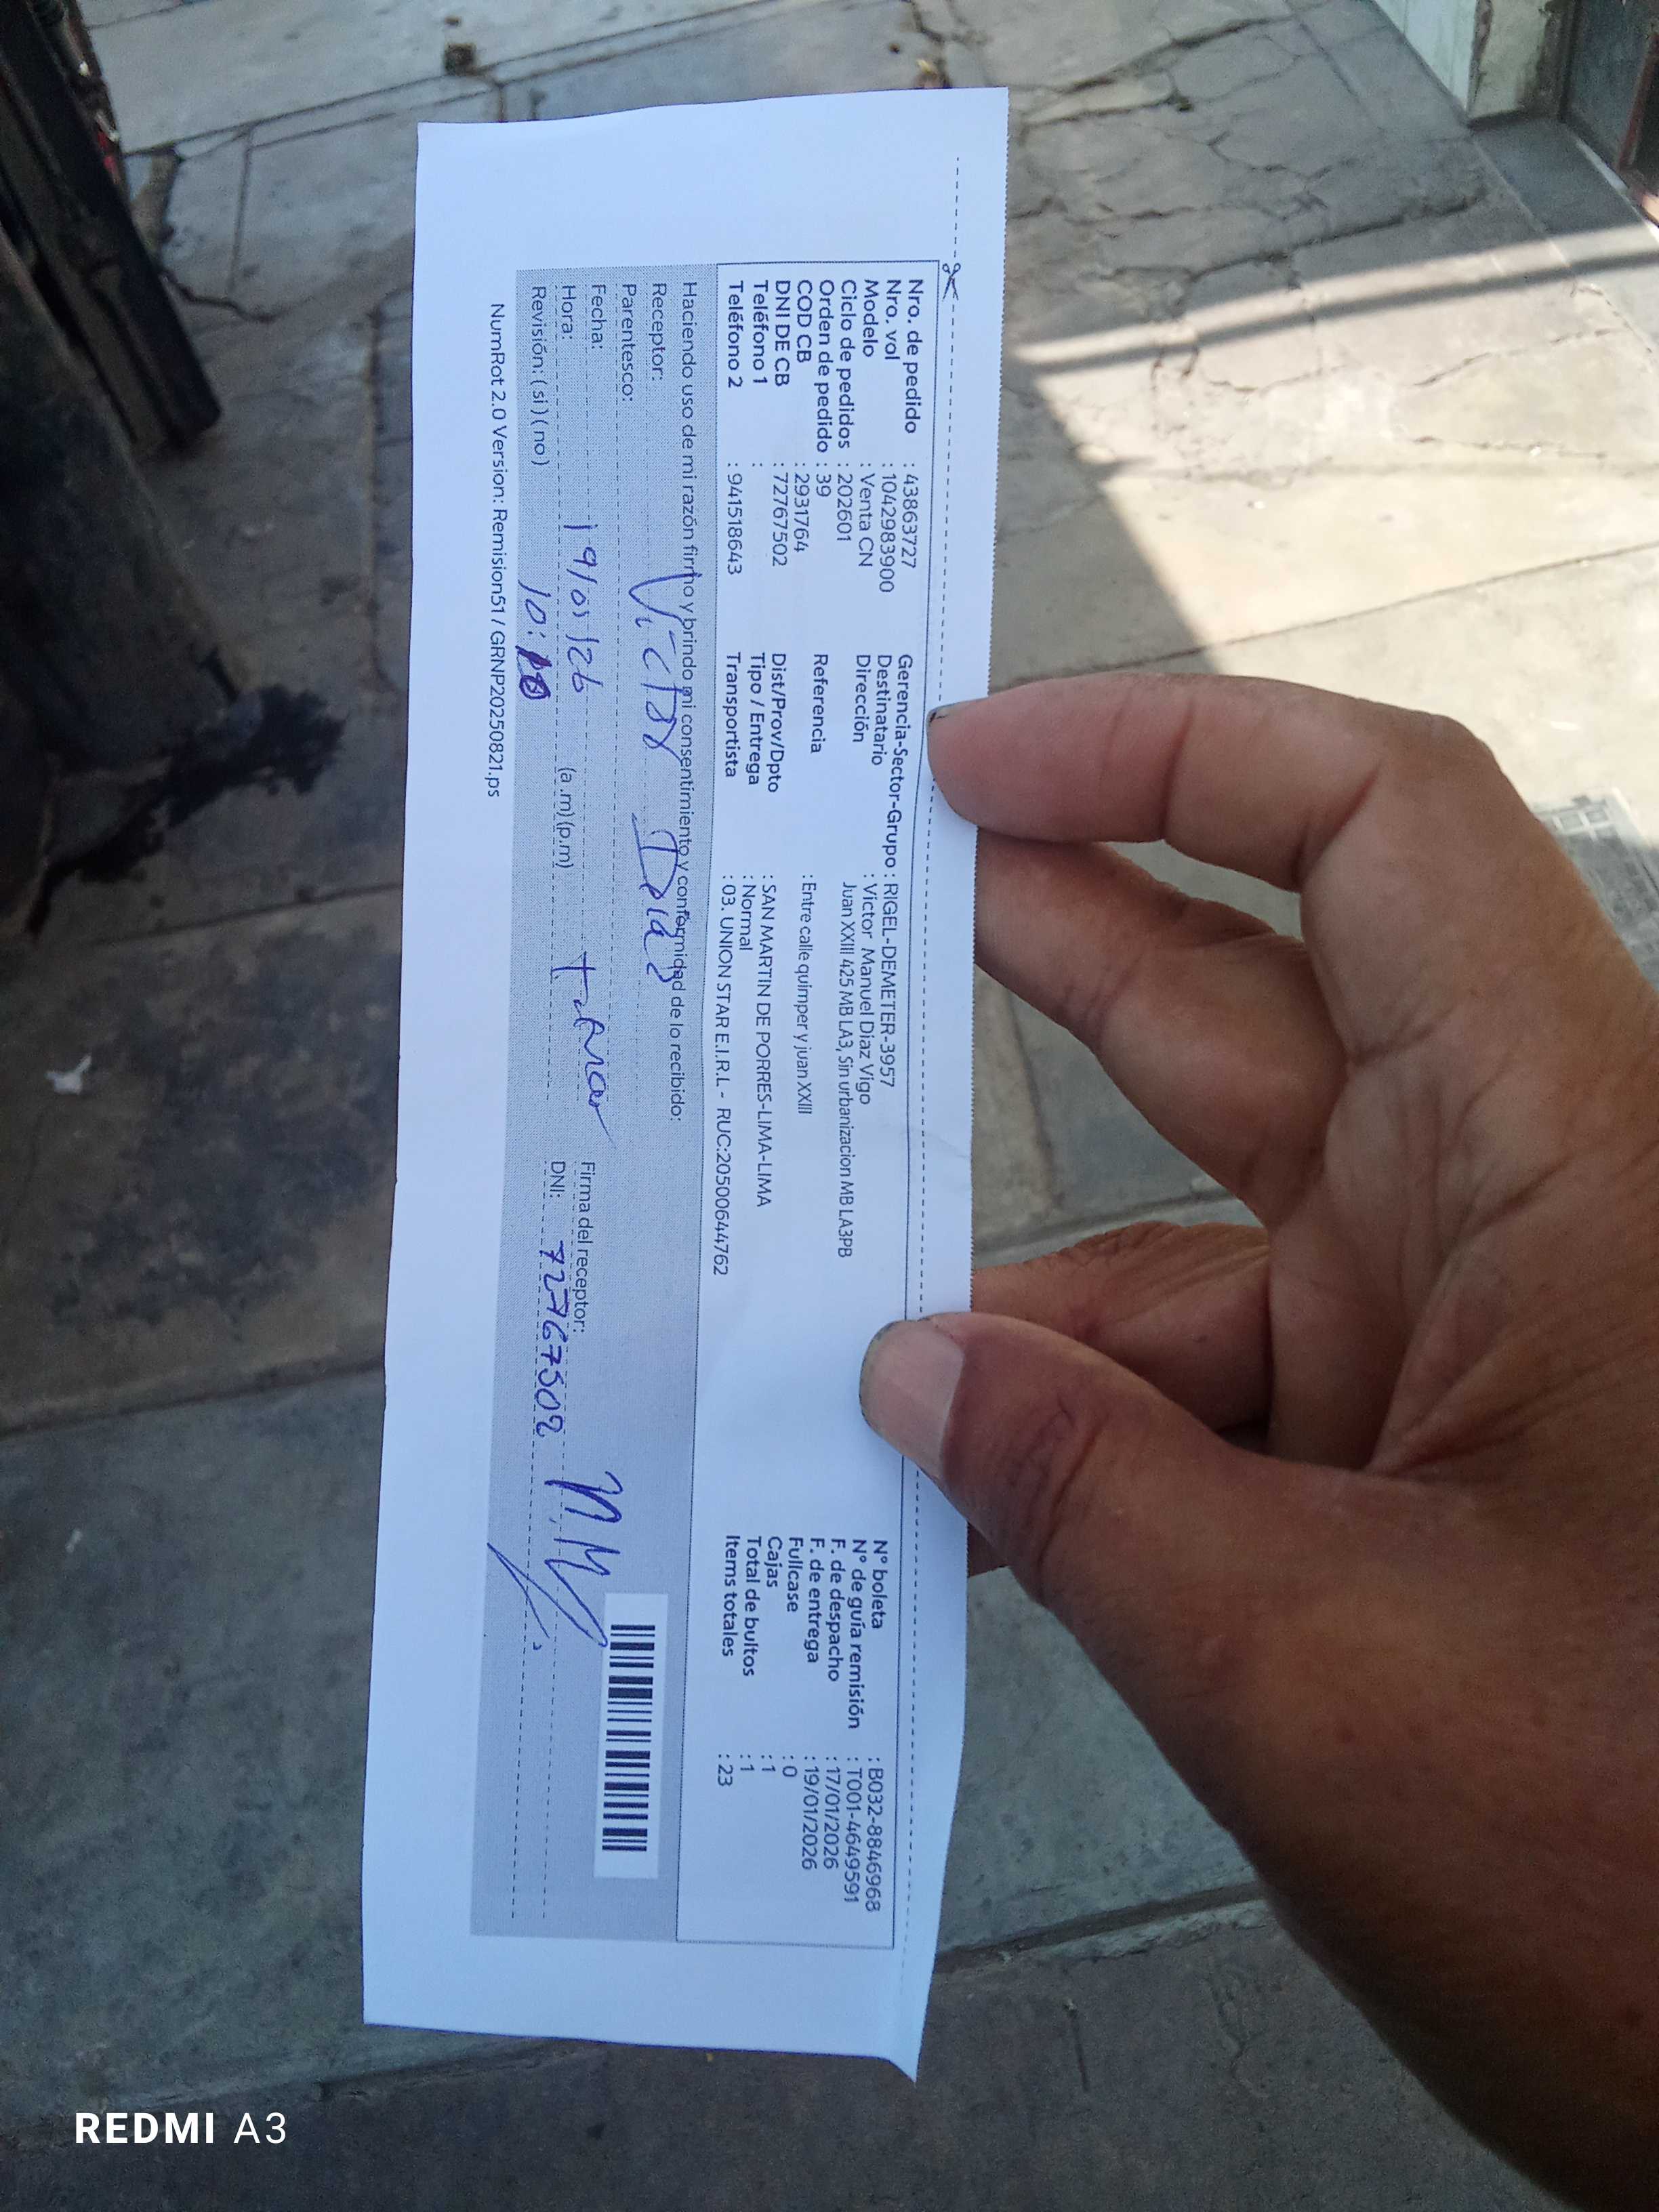 Nro. de pedido : 43863727
Nro. vol : 1042983900
Modelo : Venta CN
Ciclo de pedidos : 202601
Orden de pedido : 39
COD CB : 2931764
DNI DE CB : 72767502
Teléfono 1 :
Teléfono 2 : 941518643
Gerencia-Sector-Grupo : RIGEL-DEMETER-3957
Destinatario : Victor Manuel Diaz Vigo
Dirección Juan XXIII 425 MB LA3, Sin urbanizacion MB LA3PB
Referencia : Entre calle quimper y juan XXIII
Dist/Prov/Dpto : SAN MARTIN DE PORRES-LIMA-LIMA
Tipo / Entrega : Normal
Transportista : 03. UNION STAR E.I.R.L - RUC:20500644762
N° boleta : B032-8846968
N° de guía remisión : T001-4649591
F. de despacho : 17/01/2026
F. de entrega : 19/01/2026
Fullcase : 0
Cajas : 1
Total de bultos : 1
Items totales : 23
Haciendo uso de mi razón firmo y brindo mi consentimiento y conformidad de lo recibido:
Receptor: Victor Diaz
Parentesco:
Fecha: 19/01/26
Firma del receptor:
Hora: 10: (a.m) (p.m)
DNI: 72767502
Revisión: ( si ) ( no )
NumRot 2.0 Version: Remision51 / GRNP20250821.ps
REDMI A3